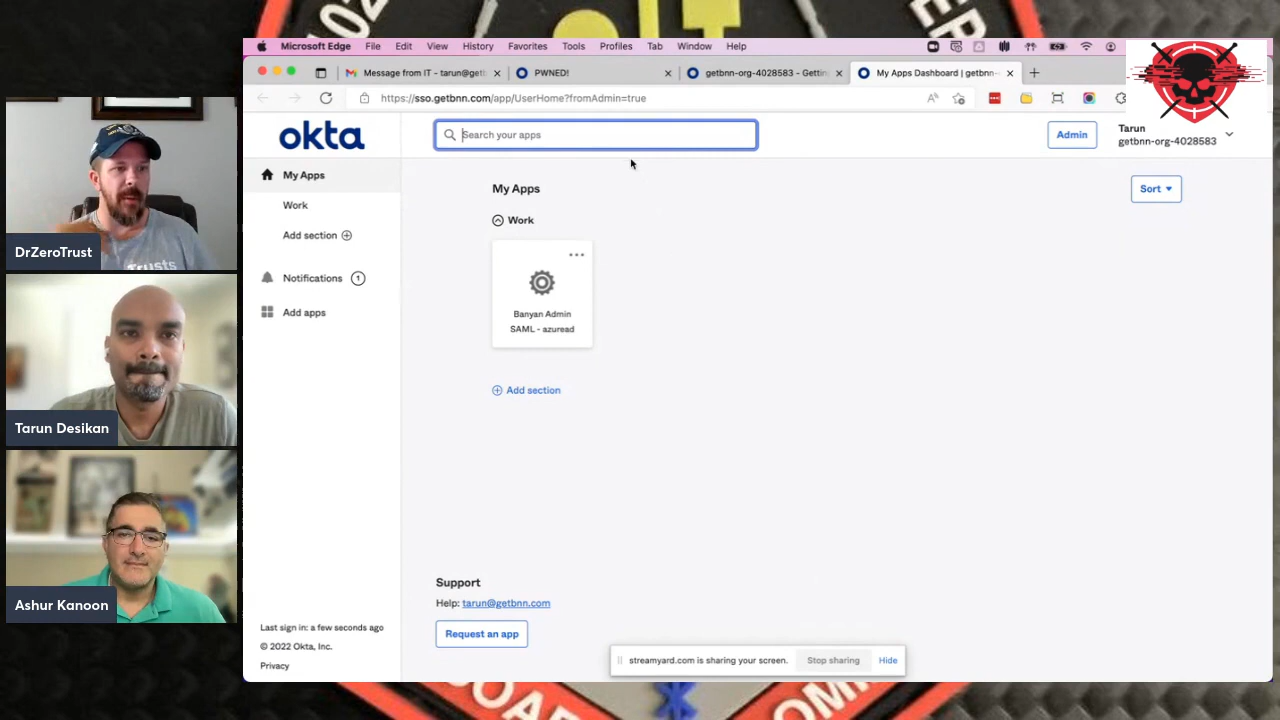 Microsoft Edge File Edit View History Favorites Tools Profiles Tab Window Help
Message from IT - tarun@getb
PWNED!
getbnn-org-4028583 - Gettin
My Apps Dashboard | getbnn-
https://sso.getbnn.com/app/UserHome?fromAdmin=true
okta
Search your apps
Admin
Tarun
getbnn-org-4028583
My Apps
Work
Add section
Notifications 1
Add apps
My Apps
Sort
Work
Banyan Admin
SAML - azuread
Add section
Support
Help: tarun@getbnn.com
Request an app
Last sign in: a few seconds ago
© 2022 Okta, Inc.
Privacy
streamyard.com is sharing your screen. Stop sharing Hide
DrZeroTrust
Tarun Desikan
Ashur Kanoon